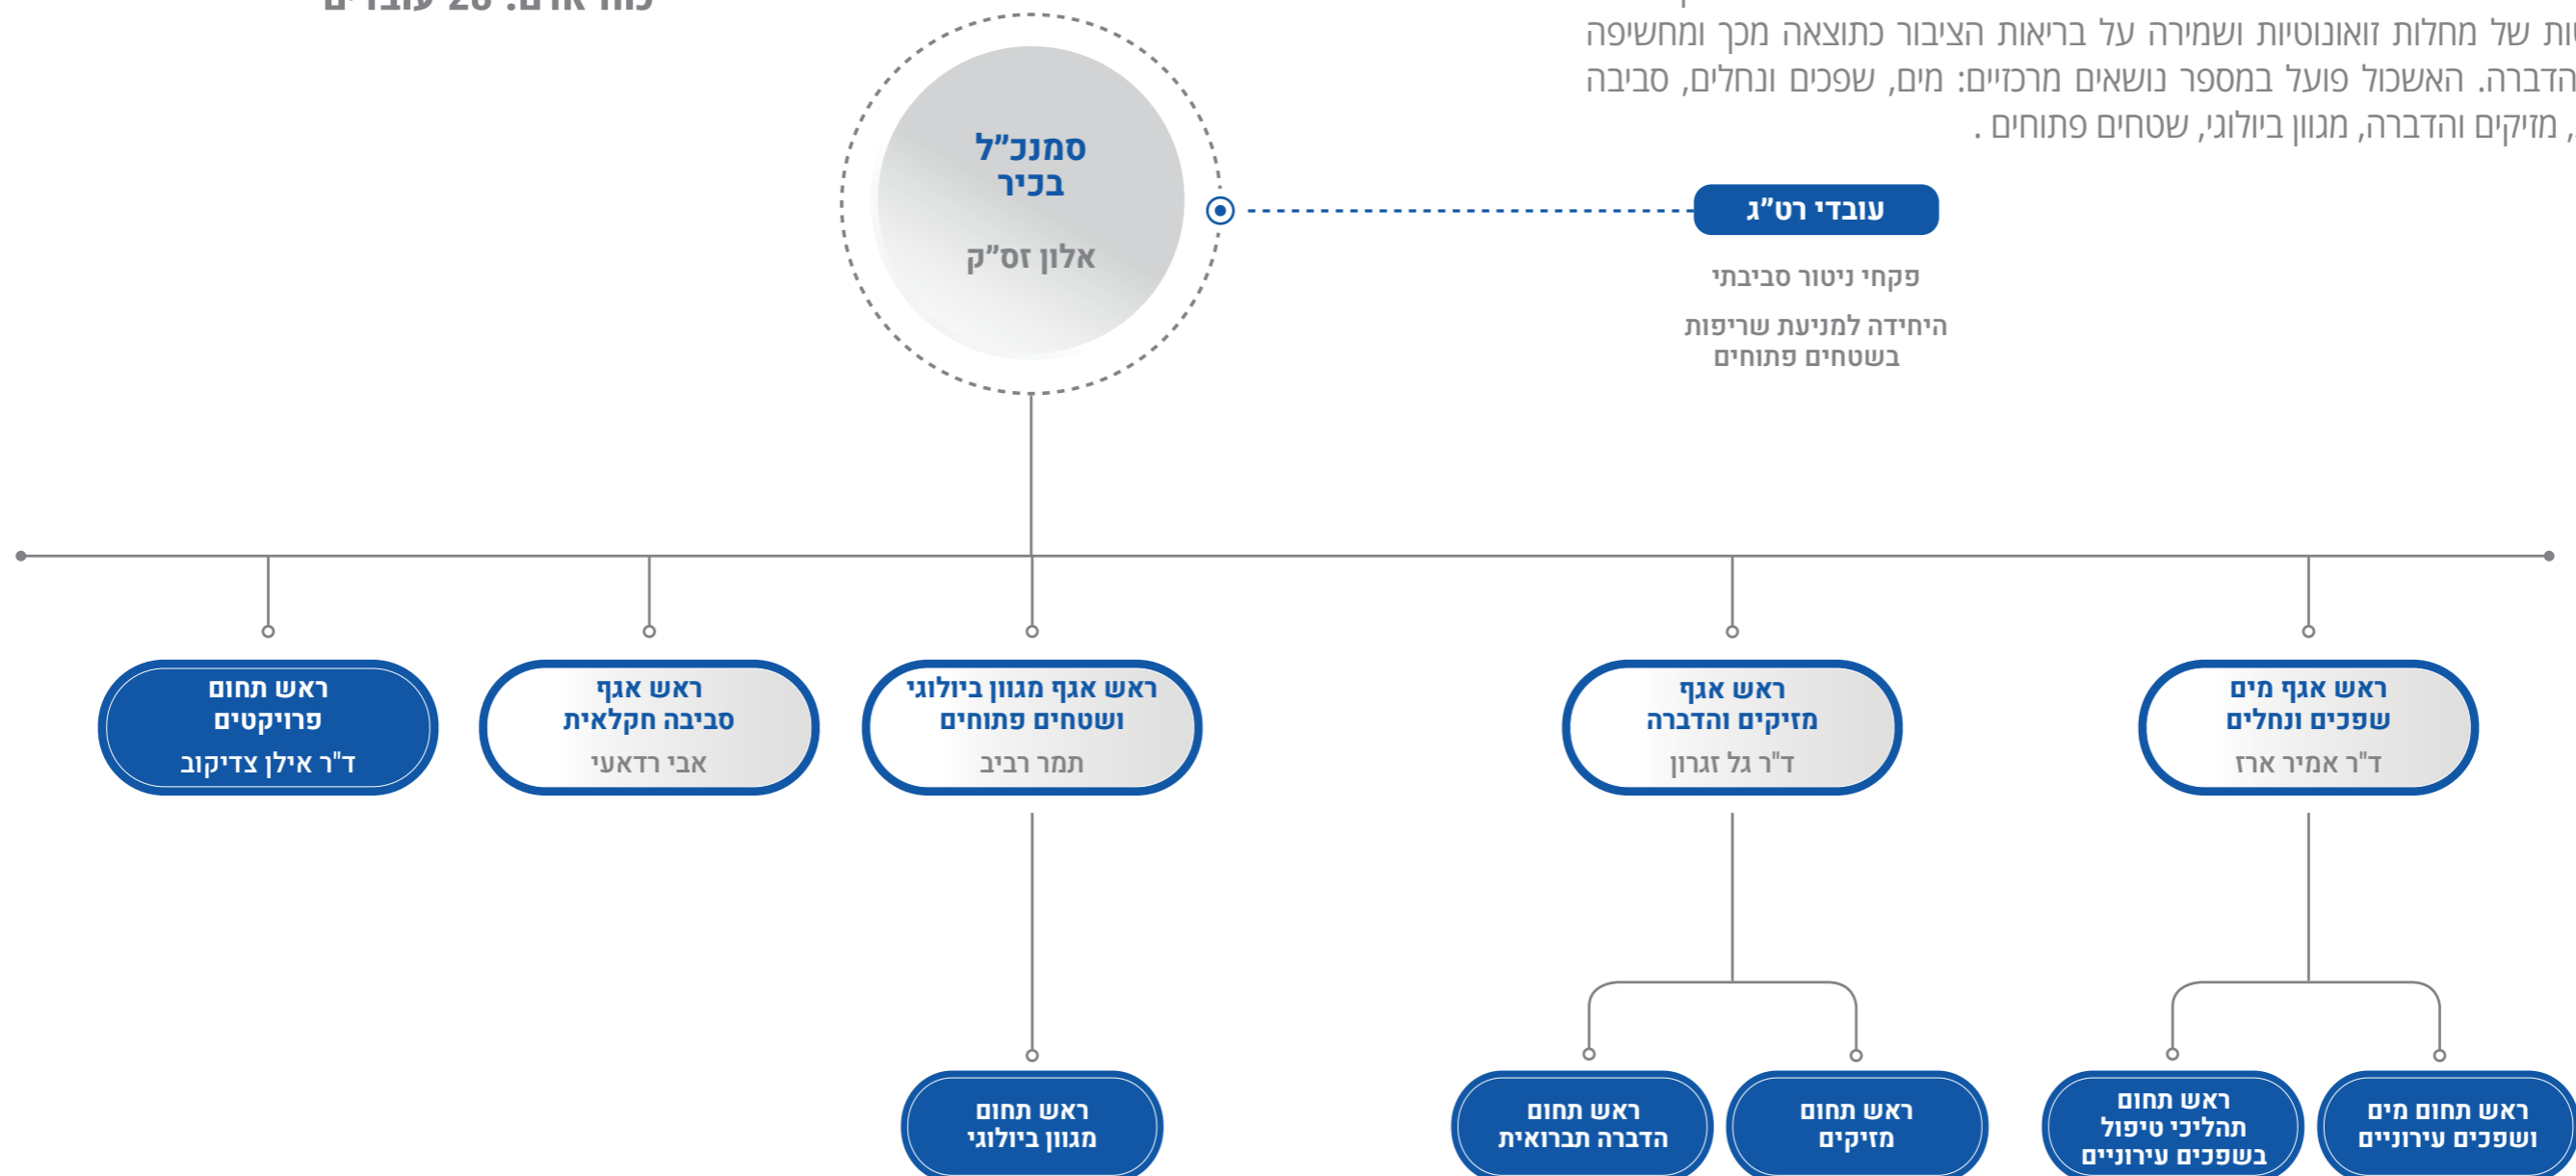 כוח אדם: 28 עובדים
של מחלות זואונוטיות ושמירה על בריאות הציבור כתוצאה מכך ומחשיפה
הדברה. האשכול פועל במספר נושאים מרכזיים: מים, שפכים ונחלים, סביבה
, מזיקים והדברה, מגוון ביולוגי, שטחים פתוחים .
סמנכ״ל
בכיר
אלון זס״ק
עובדי רט״ג
פקחי ניטור סביבתי
היחידה למניעת שריפות
בשטחים פתוחים
ראש אגף מים
שפכים ונחלים
ד"ר אמיר ארז
ראש אגף
מזיקים והדברה
ד"ר גל זגרון
ראש אגף מגוון ביולוגי
ושטחים פתוחים
תמר רביב
ראש אגף
סביבה חקלאית
אבי רדאעי
ראש תחום
פרויקטים
ד"ר אילן צדיקוב
ראש תחום מים
ושפכים עירוניים
ראש תחום
תהליכי טיפול
בשפכים עירוניים
ראש תחום
מזיקים
ראש תחום
הדברה תברואית
ראש תחום
מגוון ביולוגי